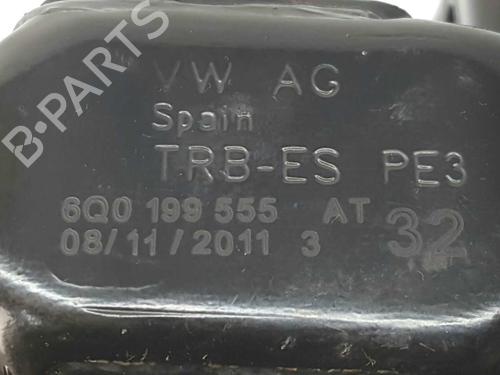 B-PARTS
VW AG
Spain
TRB-ES PE3
6Q0 199 555 AT 32
08/11/2011 3